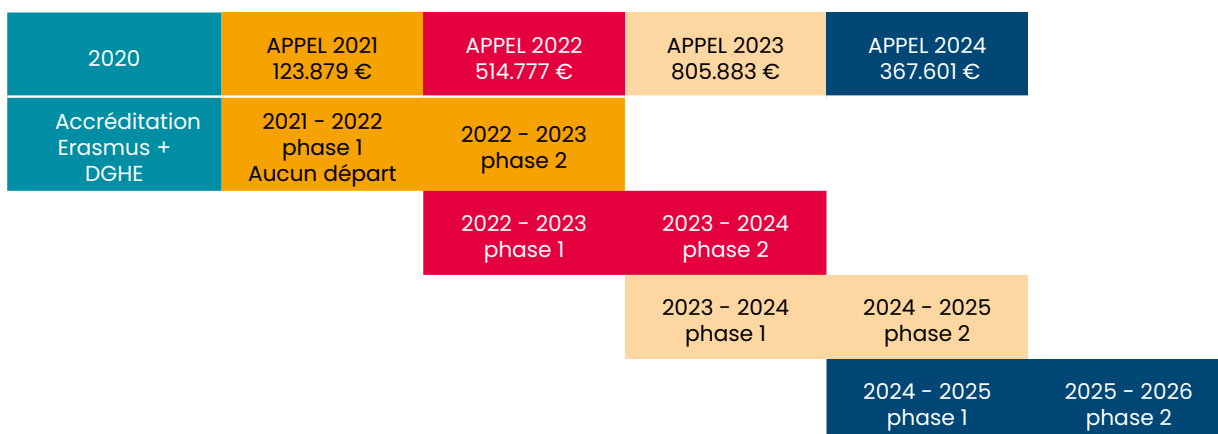 2020
APPEL 2021
123.879 €
APPEL 2022
514.777 €
APPEL 2023
805.883 €
APPEL 2024
367.601 €
Accréditation
Erasmus +
DGHE
2021 - 2022
phase 1
Aucun départ
2022 - 2023
phase 2
2022 - 2023
phase 1
2023 - 2024
phase 2
2023 - 2024
phase 1
2024 - 2025
phase 2
2024 - 2025
phase 1
2025 - 2026
phase 2